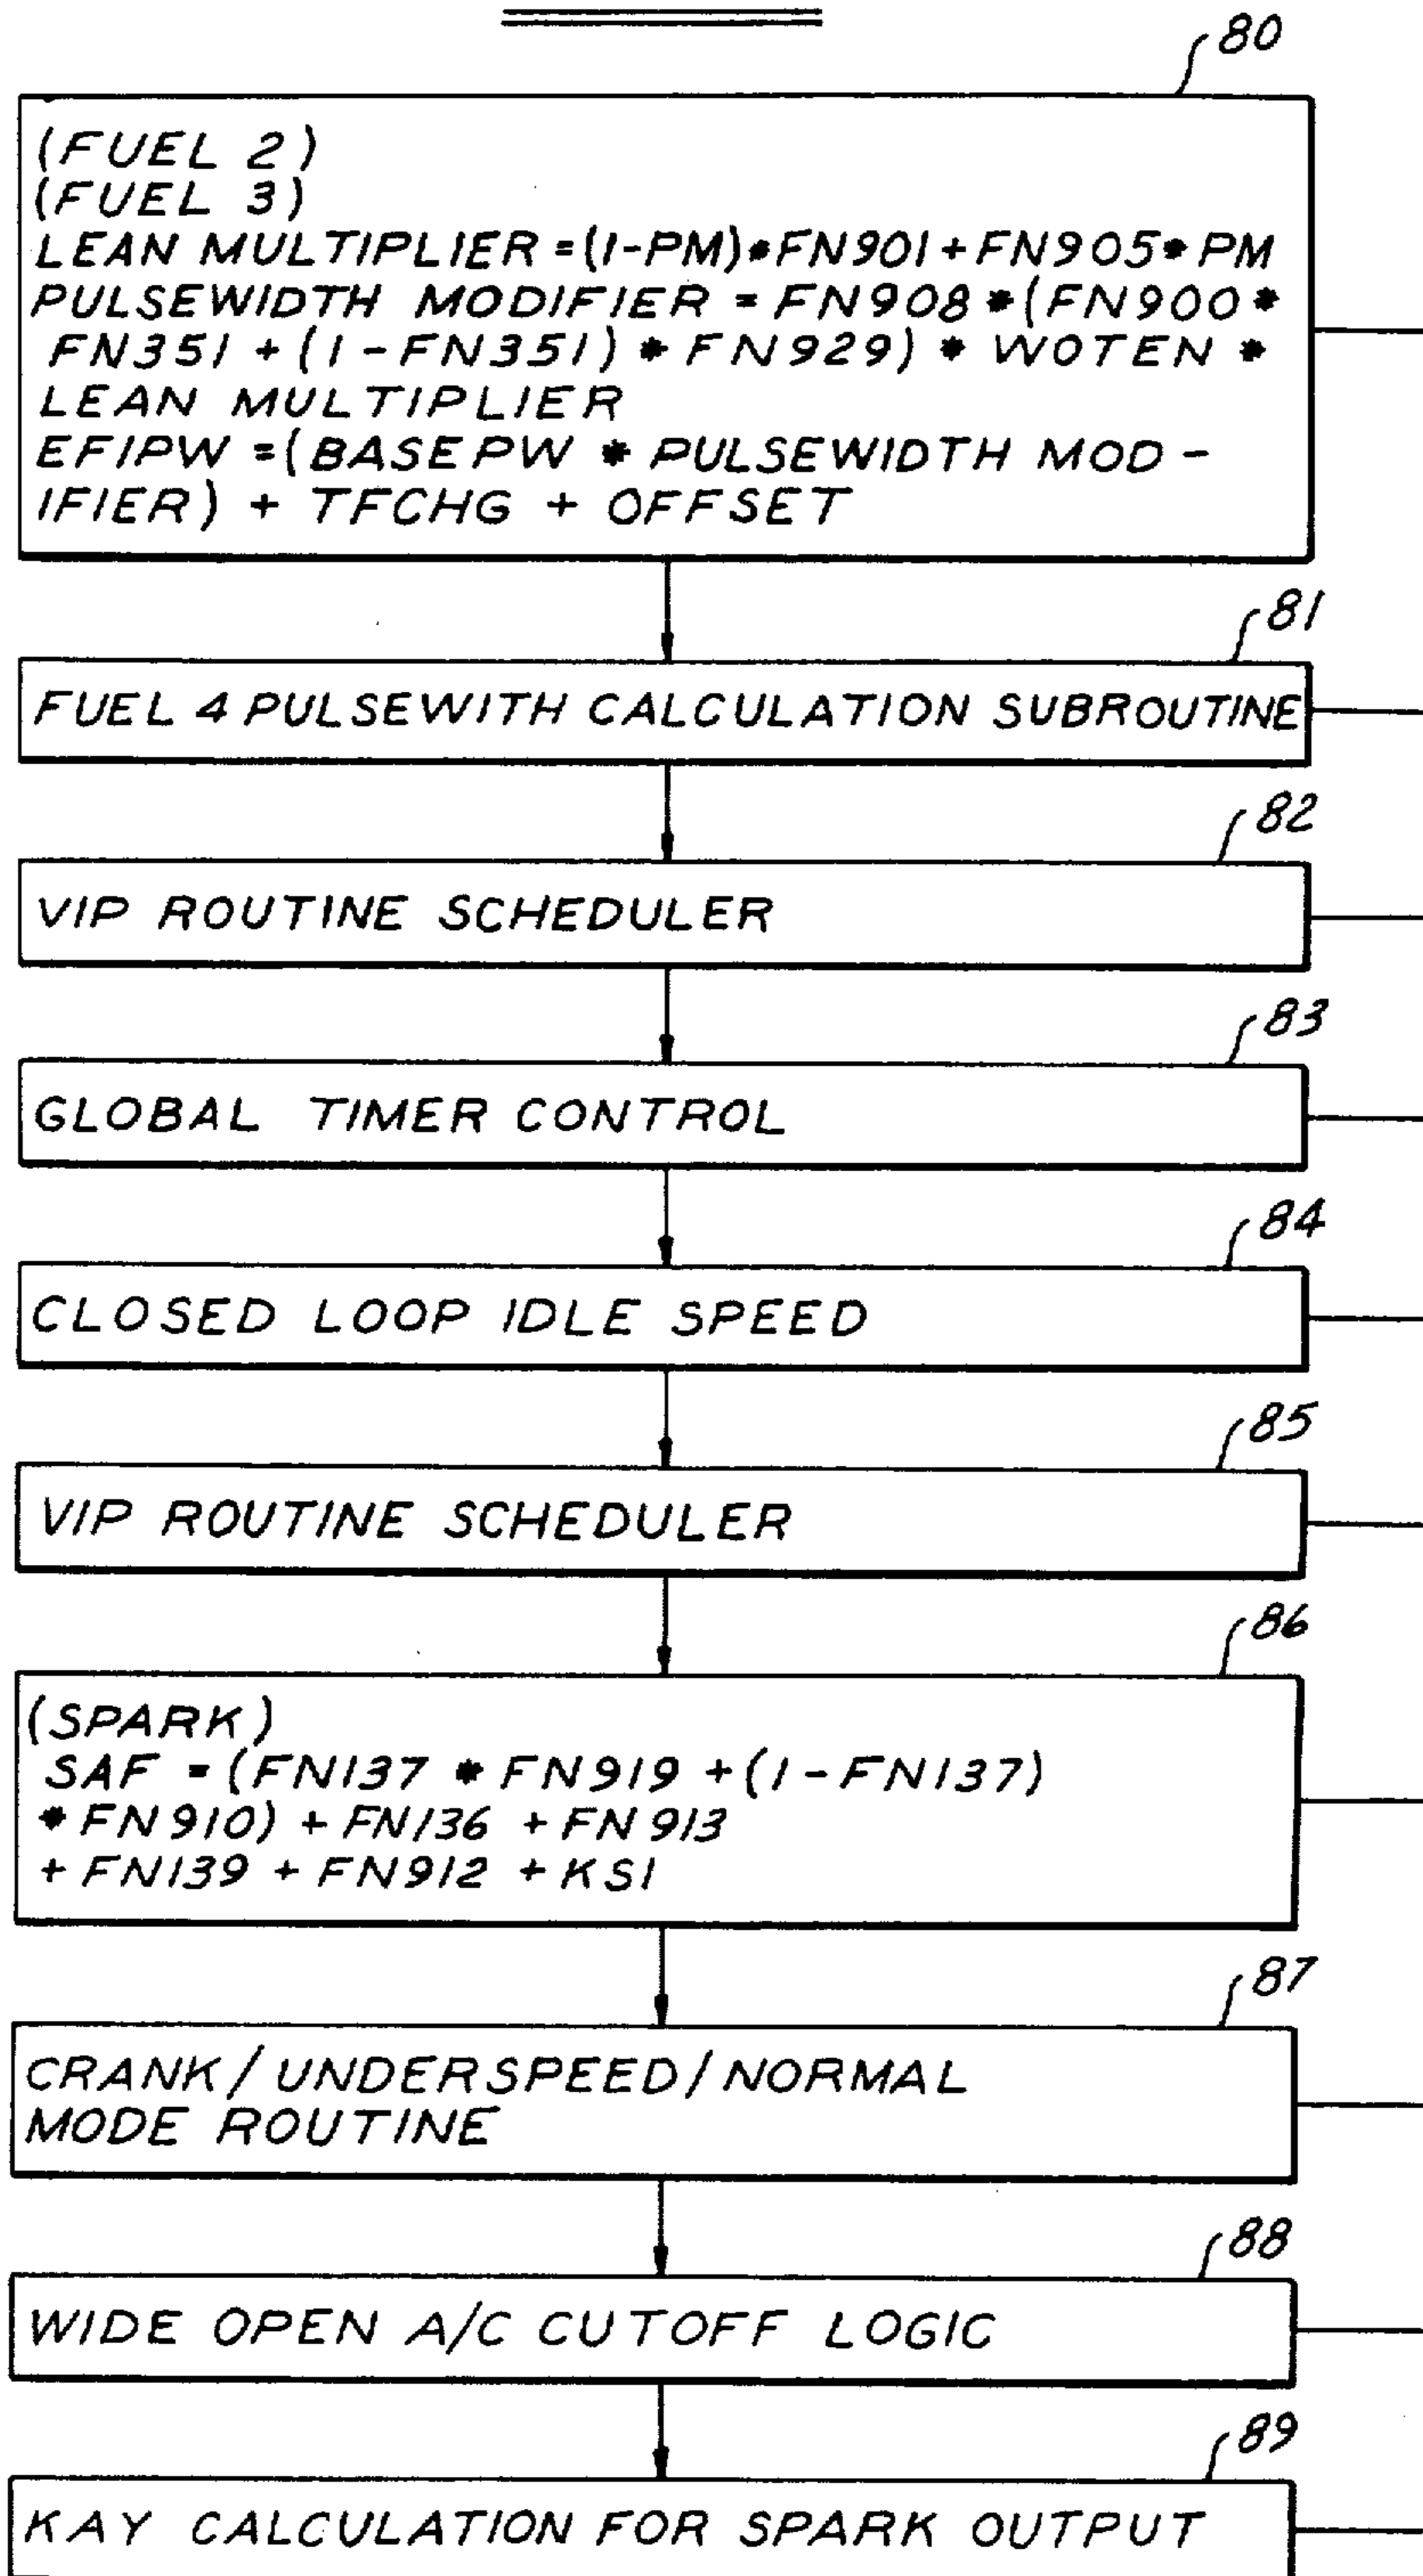 80
(FUEL 2)
(FUEL 3)
LEAN MULTIPLIER = (1-PM)*FN901 + FN905* PM
PULSEWIDTH MODIFIER = FN908 * (FN900 *
FN351 + (1 - FN351) * FN929) * WOTEN *
LEAN MULTIPLIER
EFIPW = (BASEPW * PULSEWIDTH MOD -
IFIER) + TFCHG + OFFSET
81
FUEL 4 PULSEWITH CALCULATION SUBROUTINE
82
VIP ROUTINE SCHEDULER
83
GLOBAL TIMER CONTROL
84
CLOSED LOOP IDLE SPEED
85
VIP ROUTINE SCHEDULER
86
(SPARK)
SAF = (FN137 * FN919 + (1 - FN137)
* FN910) + FN136 + FN913
+ FN139 + FN912 + KS1
87
CRANK / UNDERSPEED / NORMAL
MODE ROUTINE
88
WIDE OPEN A/C CUTOFF LOGIC
89
KAY CALCULATION FOR SPARK OUTPUT